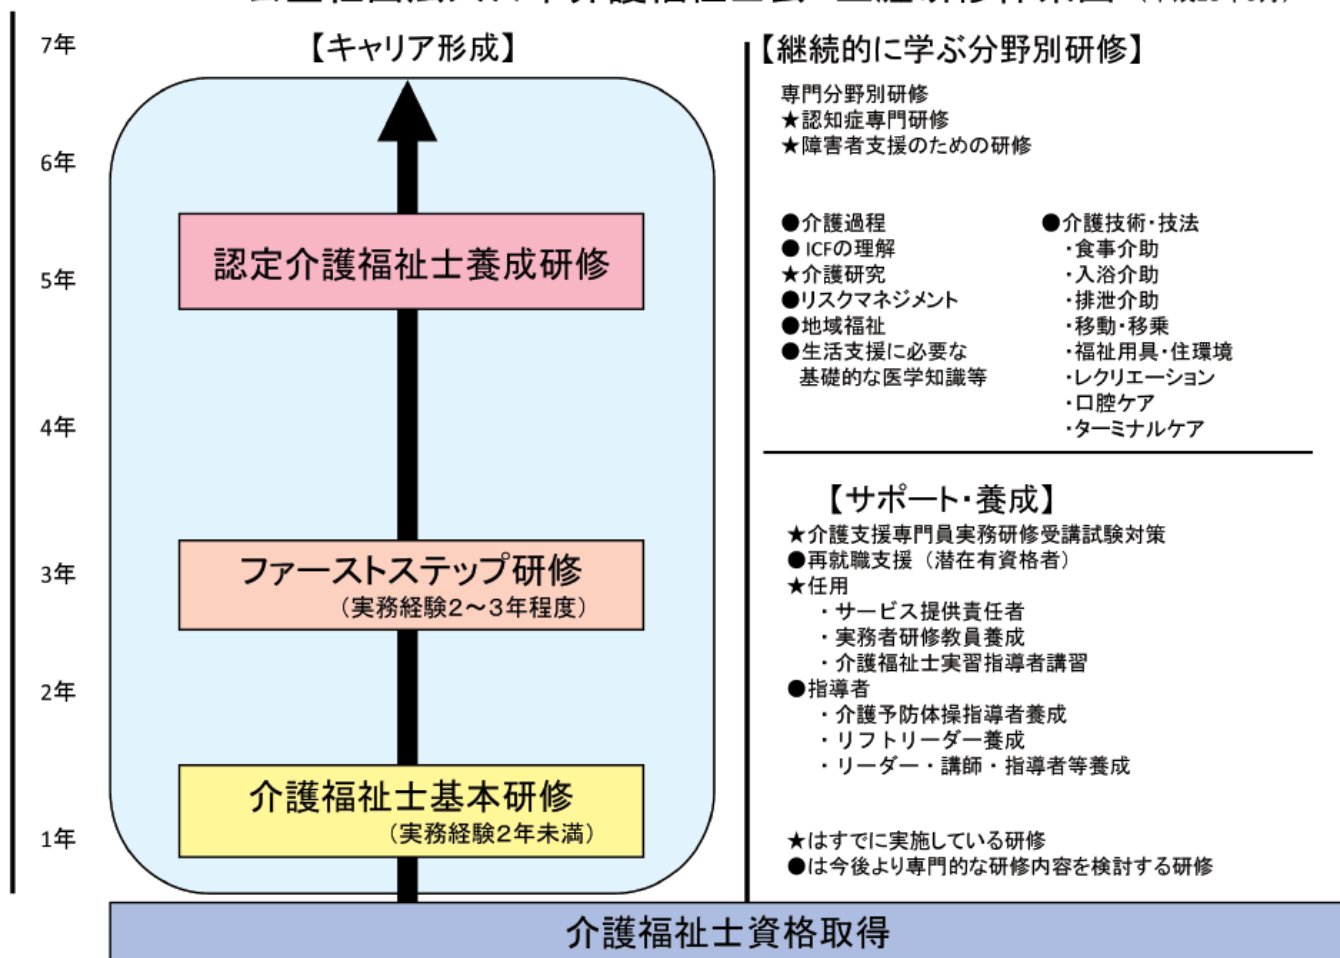 7年
6年
5年
4年
3年
2年
1年
【キャリア形成】
認定介護福祉士養成研修
ファーストステップ研修
(実務経験2～3年程度)
介護福祉士基本研修
(実務経験2年未満)
【継続的に学ぶ分野別研修】
専門分野別研修
★認知症専門研修
★障害者支援のための研修
●介護過程
●ICFの理解
★介護研究
●リスクマネジメント
●地域福祉
●生活支援に必要な
基礎的な医学知識等
●介護技術・技法
・食事介助
・入浴介助
・排泄介助
・移動・移乗
・福祉用具・住環境
・レクリエーション
・口腔ケア
・ターミナルケア
【サポート・養成】
★介護支援専門員実務研修受講試験対策
●再就職支援（潜在有資格者）
★任用
・サービス提供責任者
・実務者研修教員養成
・介護福祉士実習指導者講習
●指導者
・介護予防体操指導者養成
・リフトリーダー養成
・リーダー・講師・指導者等養成
★はすでに実施している研修
●は今後より専門的な研修内容を検討する研修
介護福祉士資格取得